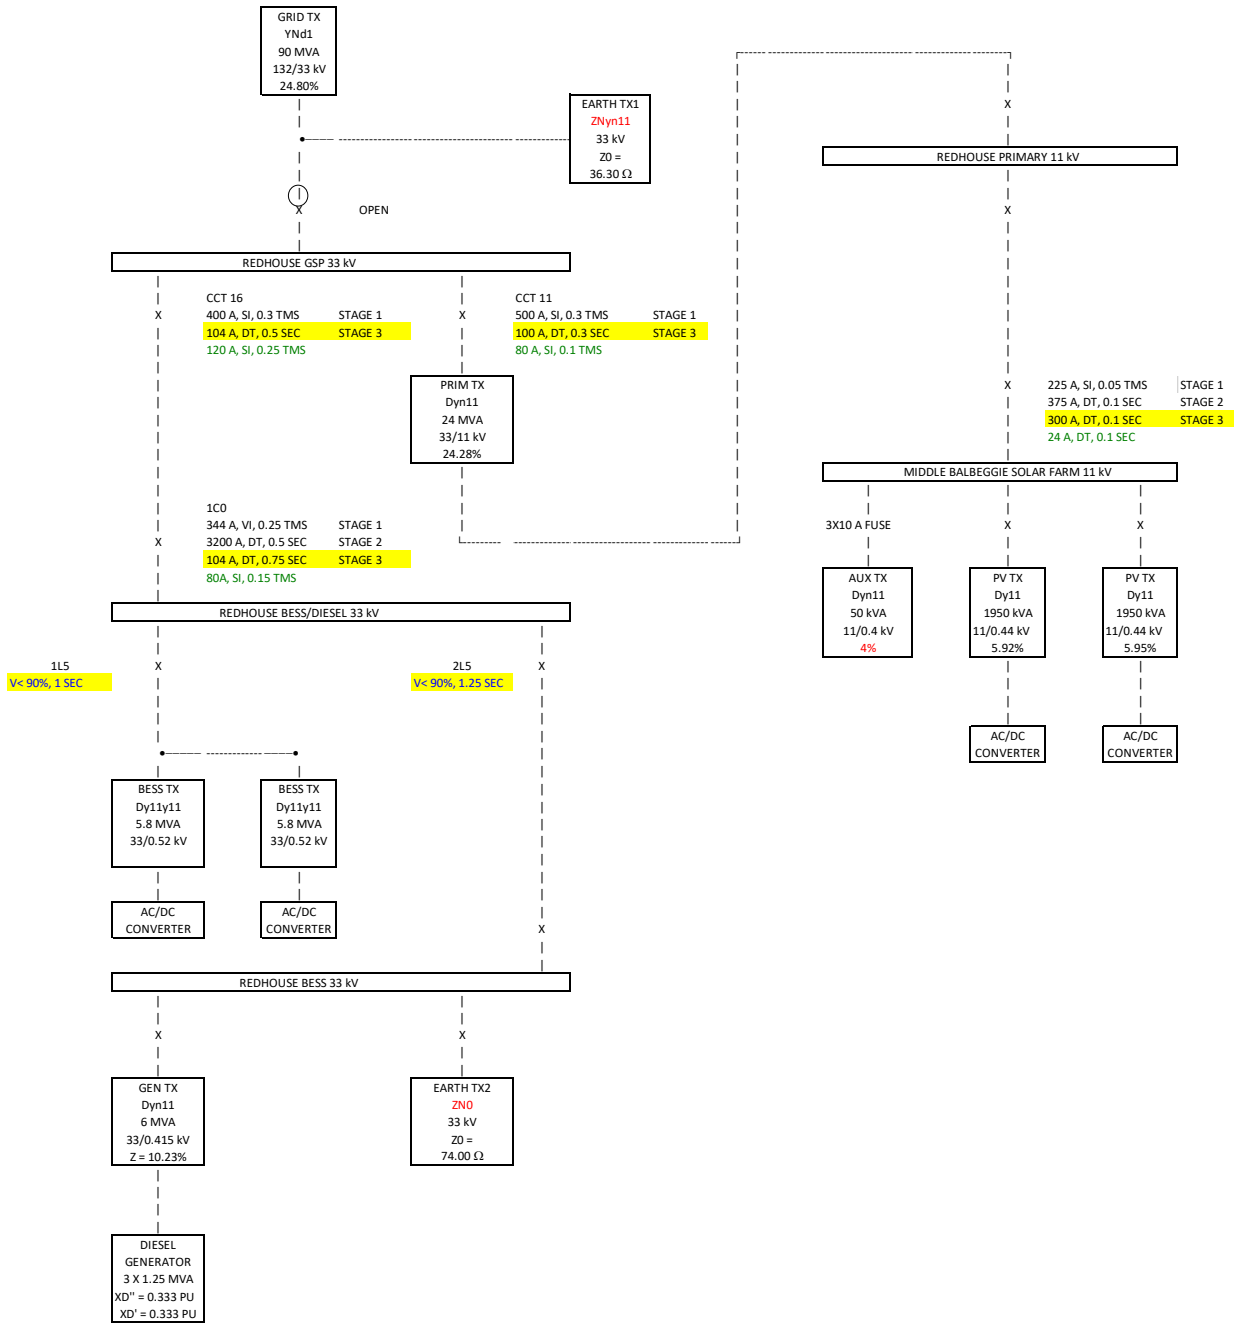 GRID TX
YNd1
90 MVA
132/33 kV
24.80%
EARTH TX1
ZNyn11
33 kV
Z0 =
36.30 Ω
X
REDHOUSE PRIMARY 11 kV
X OPEN
X
REDHOUSE GSP 33 kV
CCT 16
X 400 A, SI, 0.3 TMS STAGE 1
104 A, DT, 0.5 SEC STAGE 3
120 A, SI, 0.25 TMS
CCT 11
X 500 A, SI, 0.3 TMS STAGE 1
100 A, DT, 0.3 SEC STAGE 3
80 A, SI, 0.1 TMS
PRIM TX
Dyn11
24 MVA
33/11 kV
24.28%
X 225 A, SI, 0.05 TMS STAGE 1
375 A, DT, 0.1 SEC STAGE 2
300 A, DT, 0.1 SEC STAGE 3
24 A, DT, 0.1 SEC
MIDDLE BALBEGGIE SOLAR FARM 11 kV
1C0
344 A, VI, 0.25 TMS STAGE 1
X 3200 A, DT, 0.5 SEC STAGE 2
104 A, DT, 0.75 SEC STAGE 3
80A, SI, 0.15 TMS
3X10 A FUSE
X
X
AUX TX
Dyn11
50 kVA
11/0.4 kV
4%
PV TX
Dy11
1950 kVA
11/0.44 kV
5.92%
PV TX
Dy11
1950 kVA
11/0.44 kV
5.95%
REDHOUSE BESS/DIESEL 33 kV
1L5 X
V< 90%, 1 SEC
2L5 X
V< 90%, 1.25 SEC
AC/DC
CONVERTER
AC/DC
CONVERTER
BESS TX
Dy11y11
5.8 MVA
33/0.52 kV
BESS TX
Dy11y11
5.8 MVA
33/0.52 kV
AC/DC
CONVERTER
AC/DC
CONVERTER
X
REDHOUSE BESS 33 kV
X
X
GEN TX
Dyn11
6 MVA
33/0.415 kV
Z = 10.23%
EARTH TX2
ZN0
33 kV
Z0 =
74.00 Ω
DIESEL
GENERATOR
3 X 1.25 MVA
XD'' = 0.333 PU
XD' = 0.333 PU